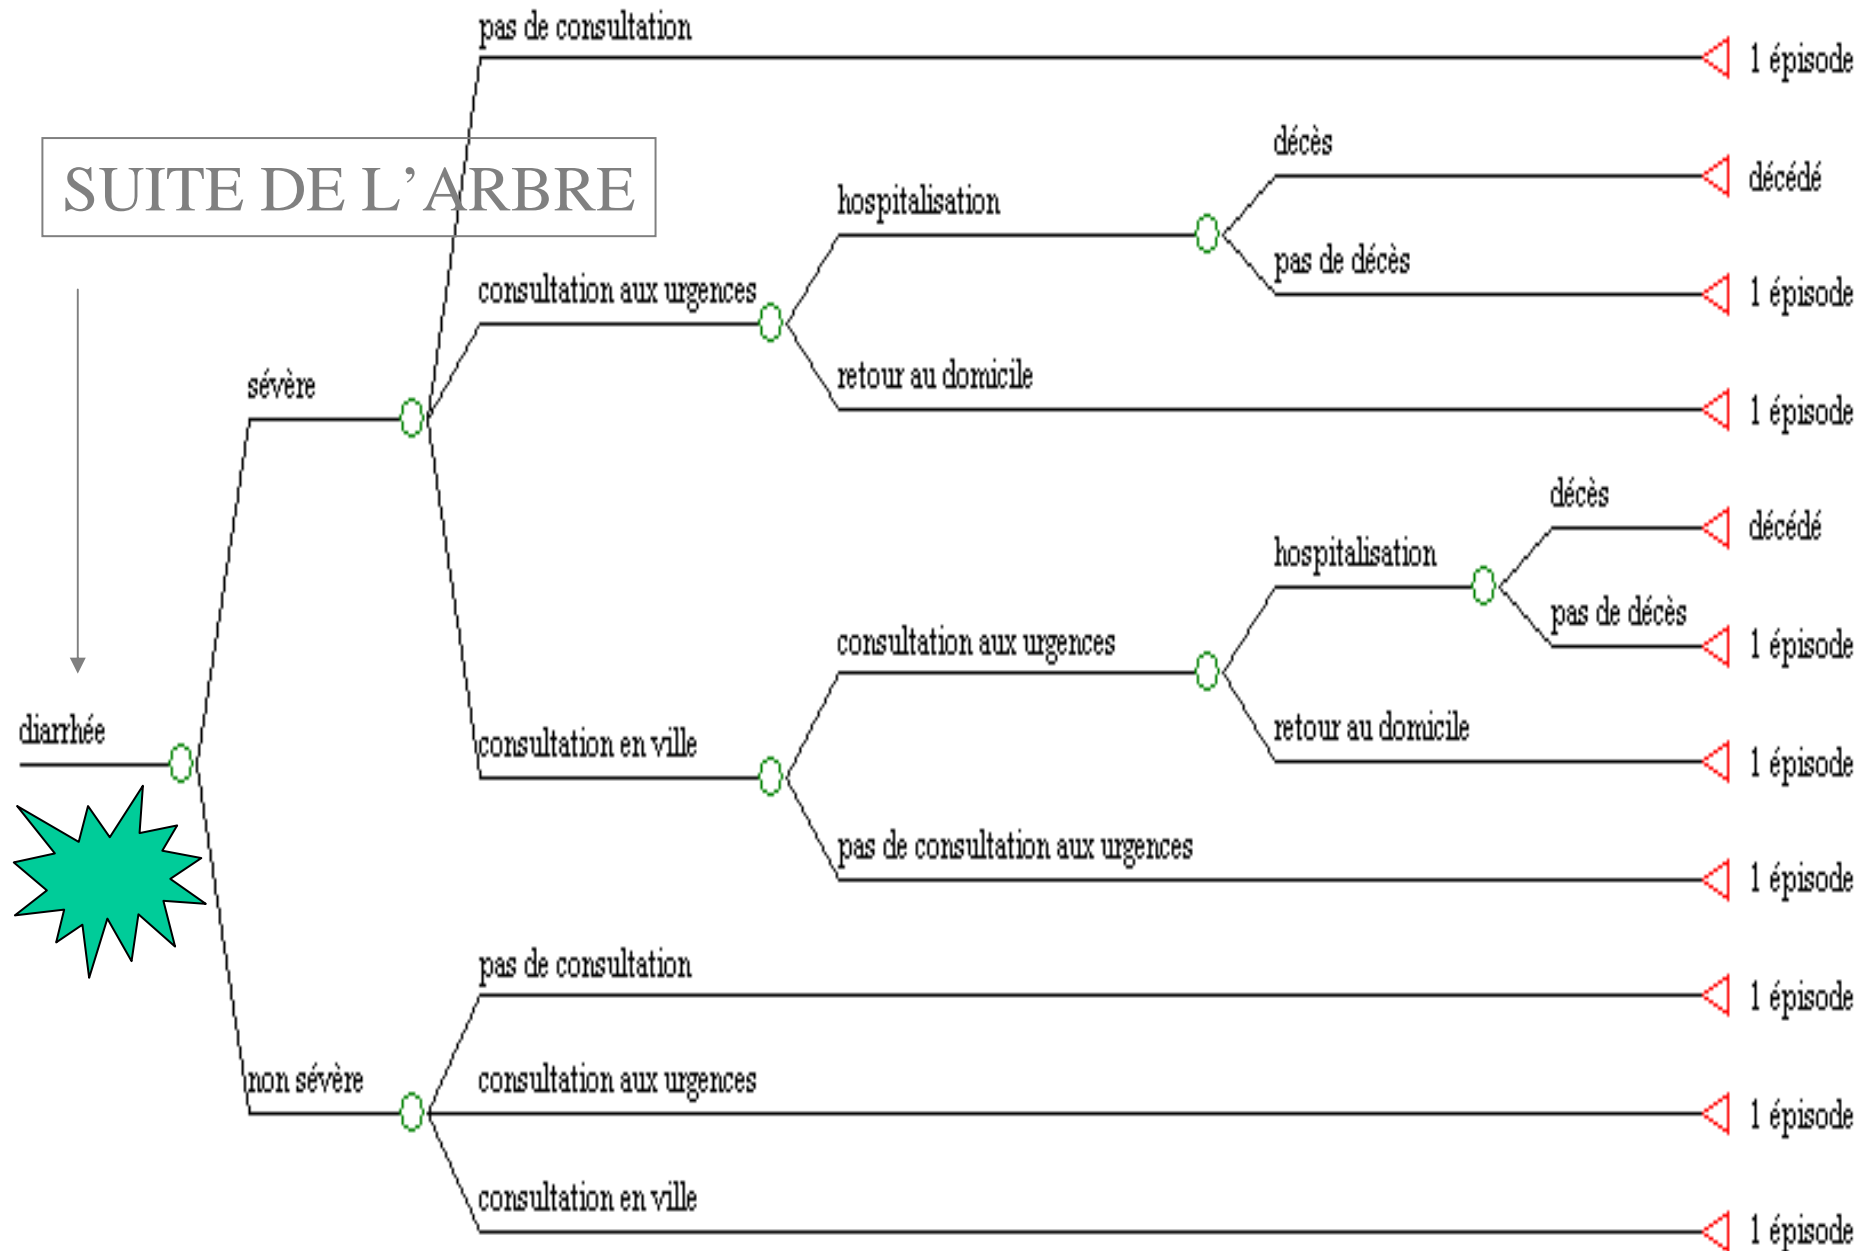 pas de consultation
1 épisode
SUITE DE L’ARBRE
décès
décédé
hospitalisation
pas de décès
1 épisode
consultation aux urgences
retour au domicile
1 épisode
sévère
décès
décédé
hospitalisation
pas de décès
1 épisode
consultation aux urgences
retour au domicile
1 épisode
diarrhée
consultation en ville
pas de consultation aux urgences
1 épisode
pas de consultation
1 épisode
non sévère
consultation aux urgences
1 épisode
consultation en ville
1 épisode